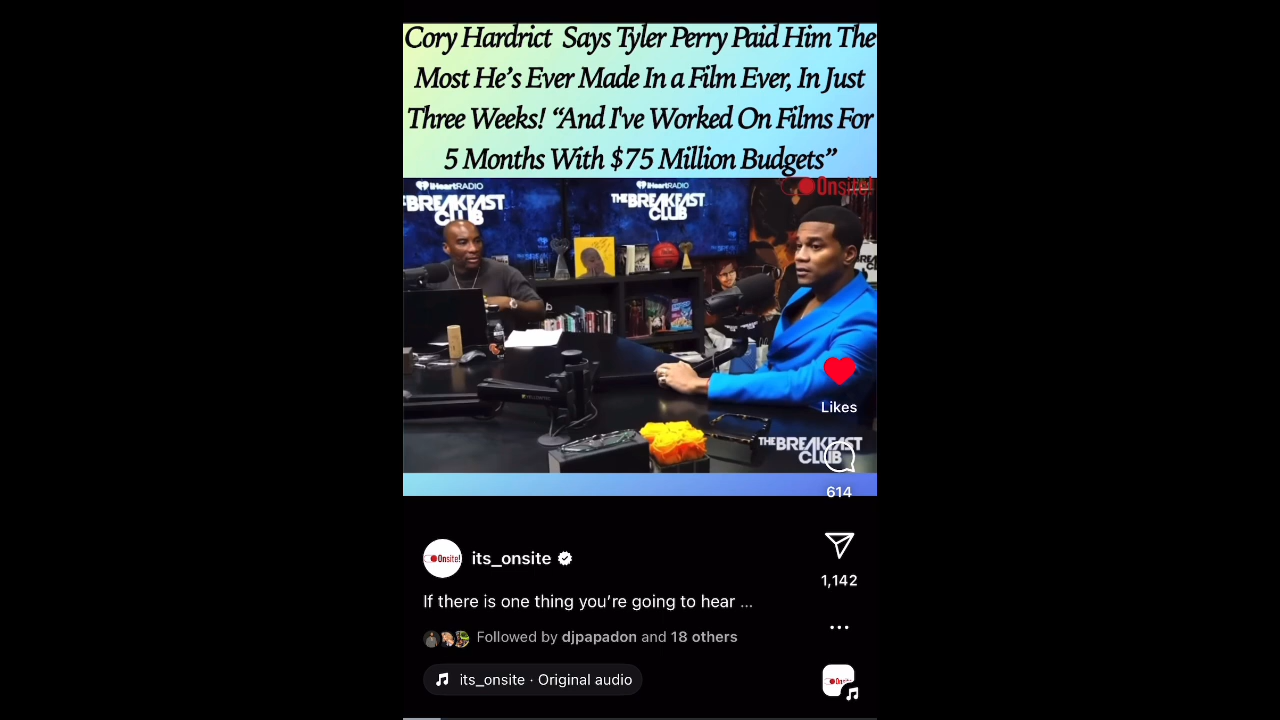 Cory Hardrict Says Tyler Perry Paid Him The
Most He's Ever Made In a Film Ever, In Just
Three Weeks! “And I've Worked On Films For
5 Months With $75 Million Budgets”
Onsite!
iHeartRADIO
THE BREAKFAST
CLUB
iHeartRADIO
THE BREAKFAST
CLUB
Likes
THE BREAKFAST
CLUB
614
1,142
Onsite!
its_onsite
If there is one thing you’re going to hear ...
Followed by djpapadon and 18 others
its_onsite · Original audio